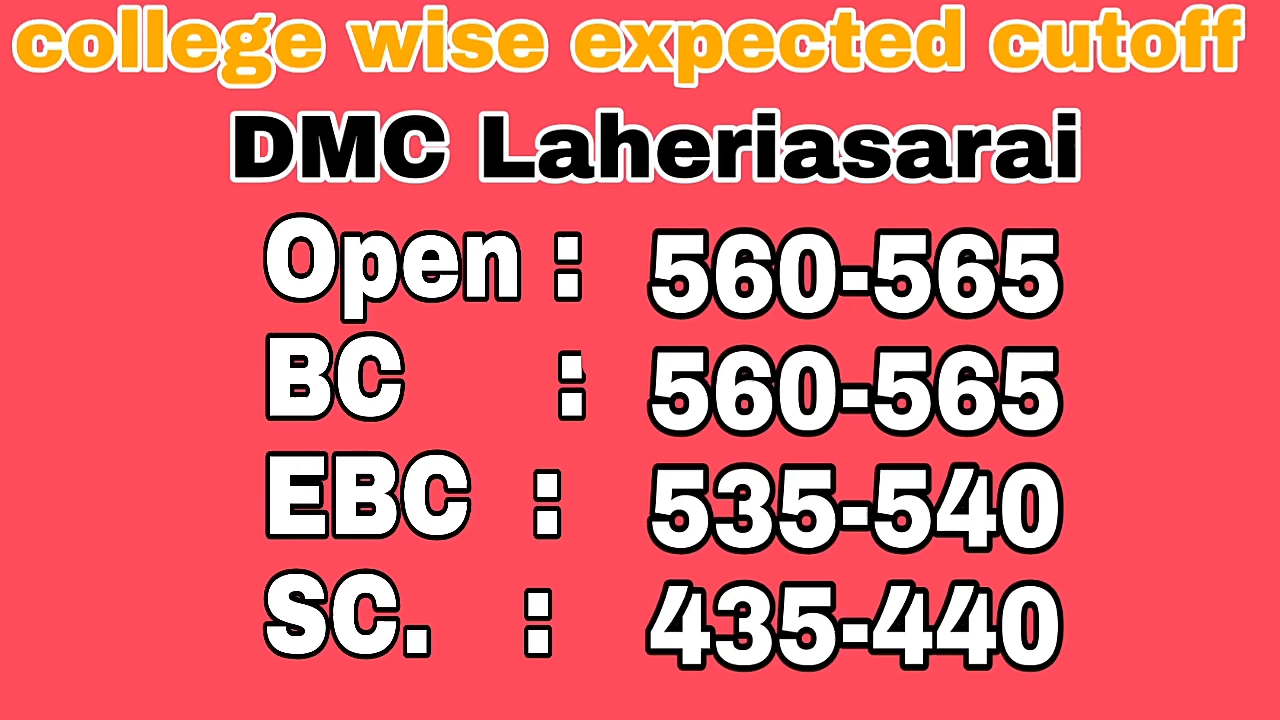 college wise expected cutoff
DMC Laheriasarai
Open : 560-565
BC : 560-565
EBC : 535-540
SC. : 435-440